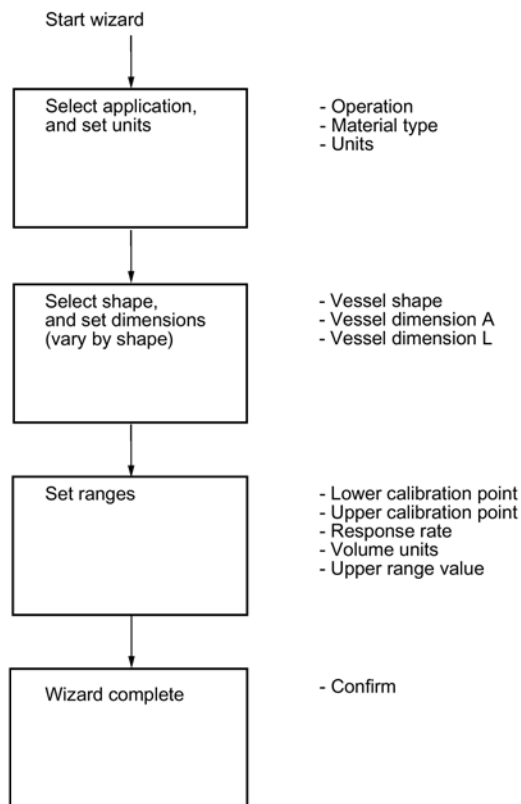 Start wizard
Select application,
and set units
- Operation
- Material type
- Units
Select shape,
and set dimensions
(vary by shape)
- Vessel shape
- Vessel dimension A
- Vessel dimension L
Set ranges
- Lower calibration point
- Upper calibration point
- Response rate
- Volume units
- Upper range value
Wizard complete
- Confirm